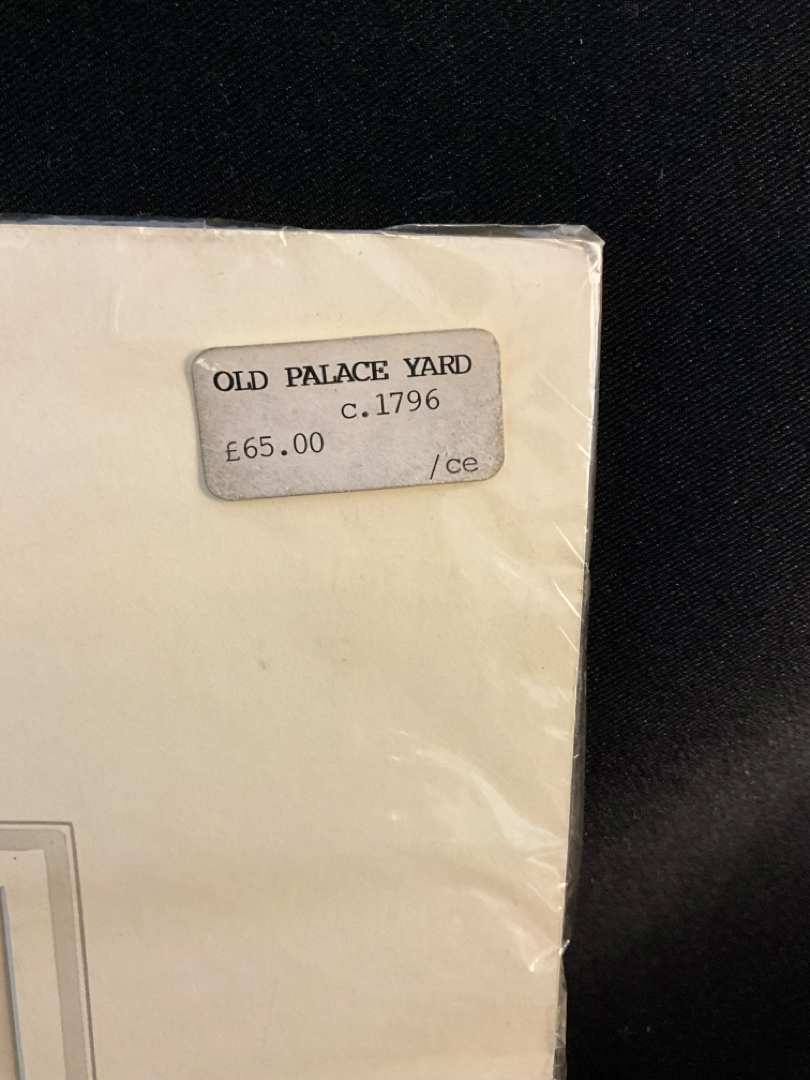 OLD PALACE YARD
c.1796
£65.00
/ce